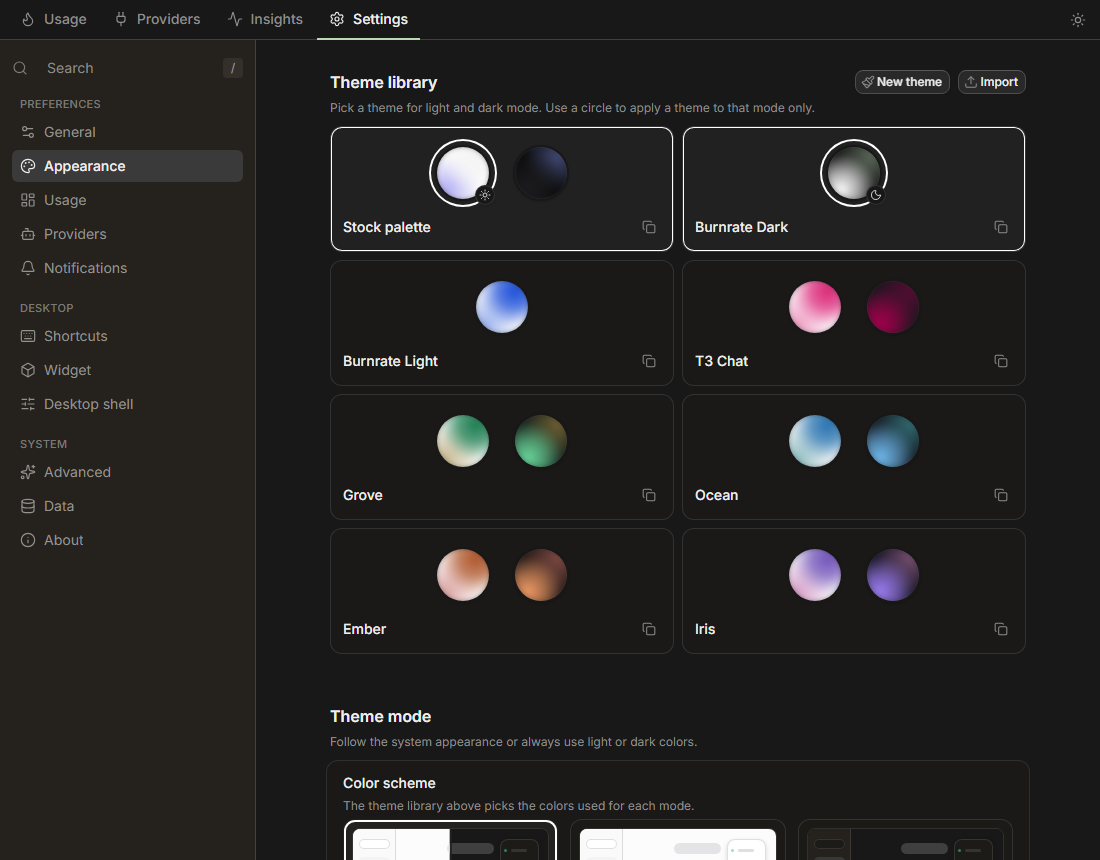 Usage
Providers
Insights
Settings
Search
/
PREFERENCES
General
Appearance
Usage
Providers
Notifications
DESKTOP
Shortcuts
Widget
Desktop shell
SYSTEM
Advanced
Data
About
Theme library
New theme
Import
Pick a theme for light and dark mode. Use a circle to apply a theme to that mode only.
Stock palette
Burnrate Dark
Burnrate Light
T3 Chat
Grove
Ocean
Ember
Iris
Theme mode
Follow the system appearance or always use light or dark colors.
Color scheme
The theme library above picks the colors used for each mode.